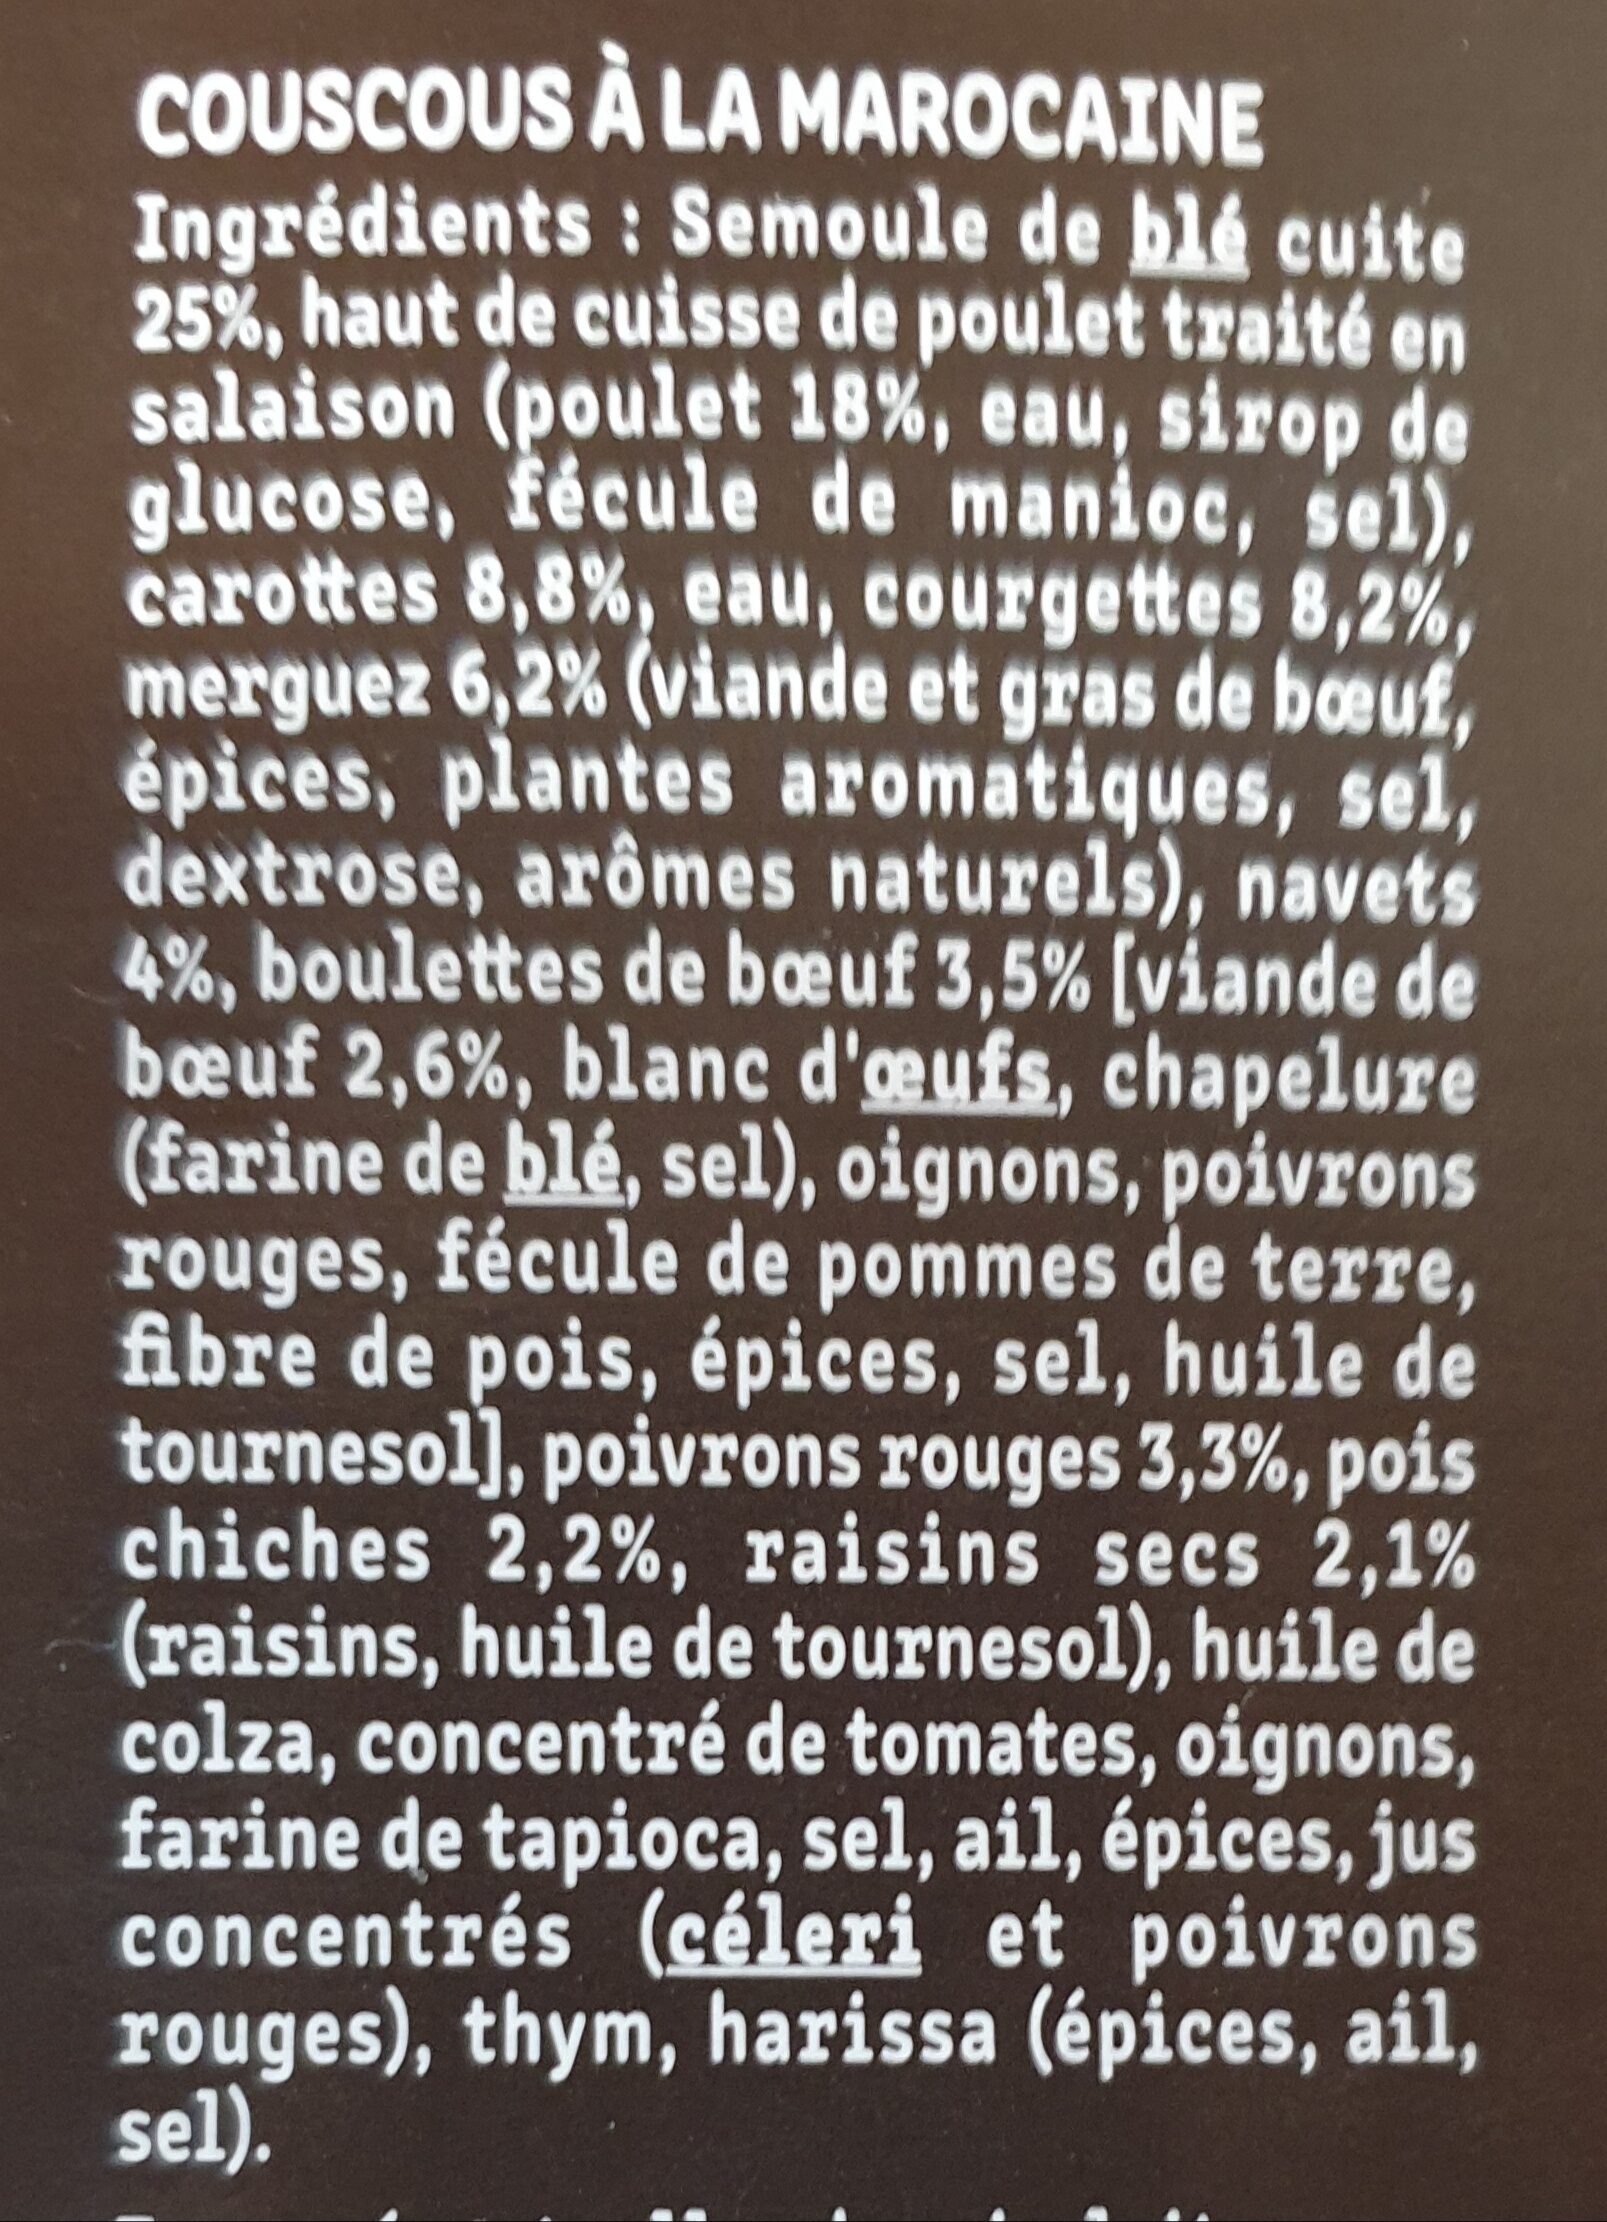 COUSCOUS À LA MAROCAINE
Ingrédients : Semoule de blé cuite
25%, haut de cuisse de poulet traité en
salaison (poulet 18%, eau, sirop de
glucose, fécule de manioc, sel),
carottes 8,8%, eau, courgettes 8,2%,
merguez 6,2% (viande et gras de bœuf,
épices, plantes aromatiques, sel,
dextrose, arômes naturels), navets
4%, boulettes de bœuf 3,5% [viande de
bœuf 2,6%, blanc d'œufs, chapelure
(farine de blé, sel), oignons, poivrons
rouges, fécule de pommes de terre,
fibre de pois, épices, sel, huile de
tournesol], poivrons rouges 3,3%, pois
chiches 2,2%, raisins secs 2,1%
(raisins, huile de tournesol), huile de
colza, concentré de tomates, oignons,
farine de tapioca, sel, ail, épices, jus
concentrés (céleri et poivrons
rouges), thym, harissa (épices, ail,
sel).